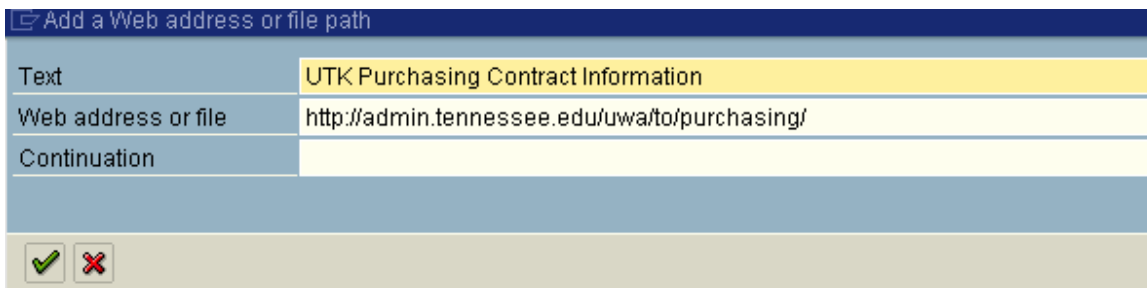 Add a Web address or file path
Text UTK Purchasing Contract Information
Web address or file http://admin.tennessee.edu/uwa/to/purchasing/
Continuation